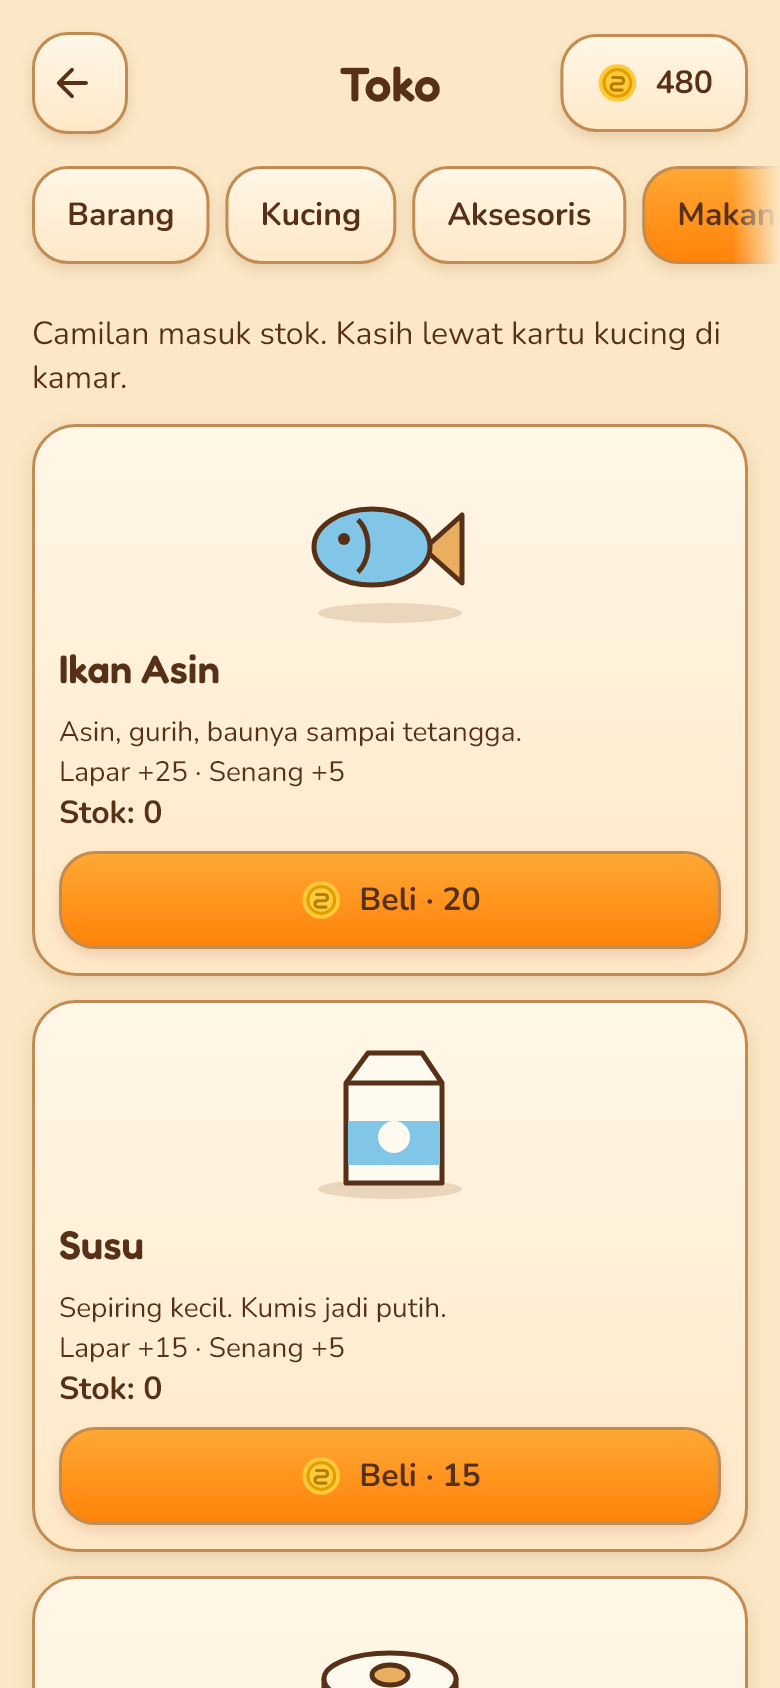 Toko
480
Barang
Kucing
Aksesoris
Makan
Camilan masuk stok. Kasih lewat kartu kucing di
kamar.
Ikan Asin
Asin, gurih, baunya sampai tetangga.
Lapar +25 · Senang +5
Stok: 0
Beli · 20
Susu
Sepiring kecil. Kumis jadi putih.
Lapar +15 · Senang +5
Stok: 0
Beli · 15